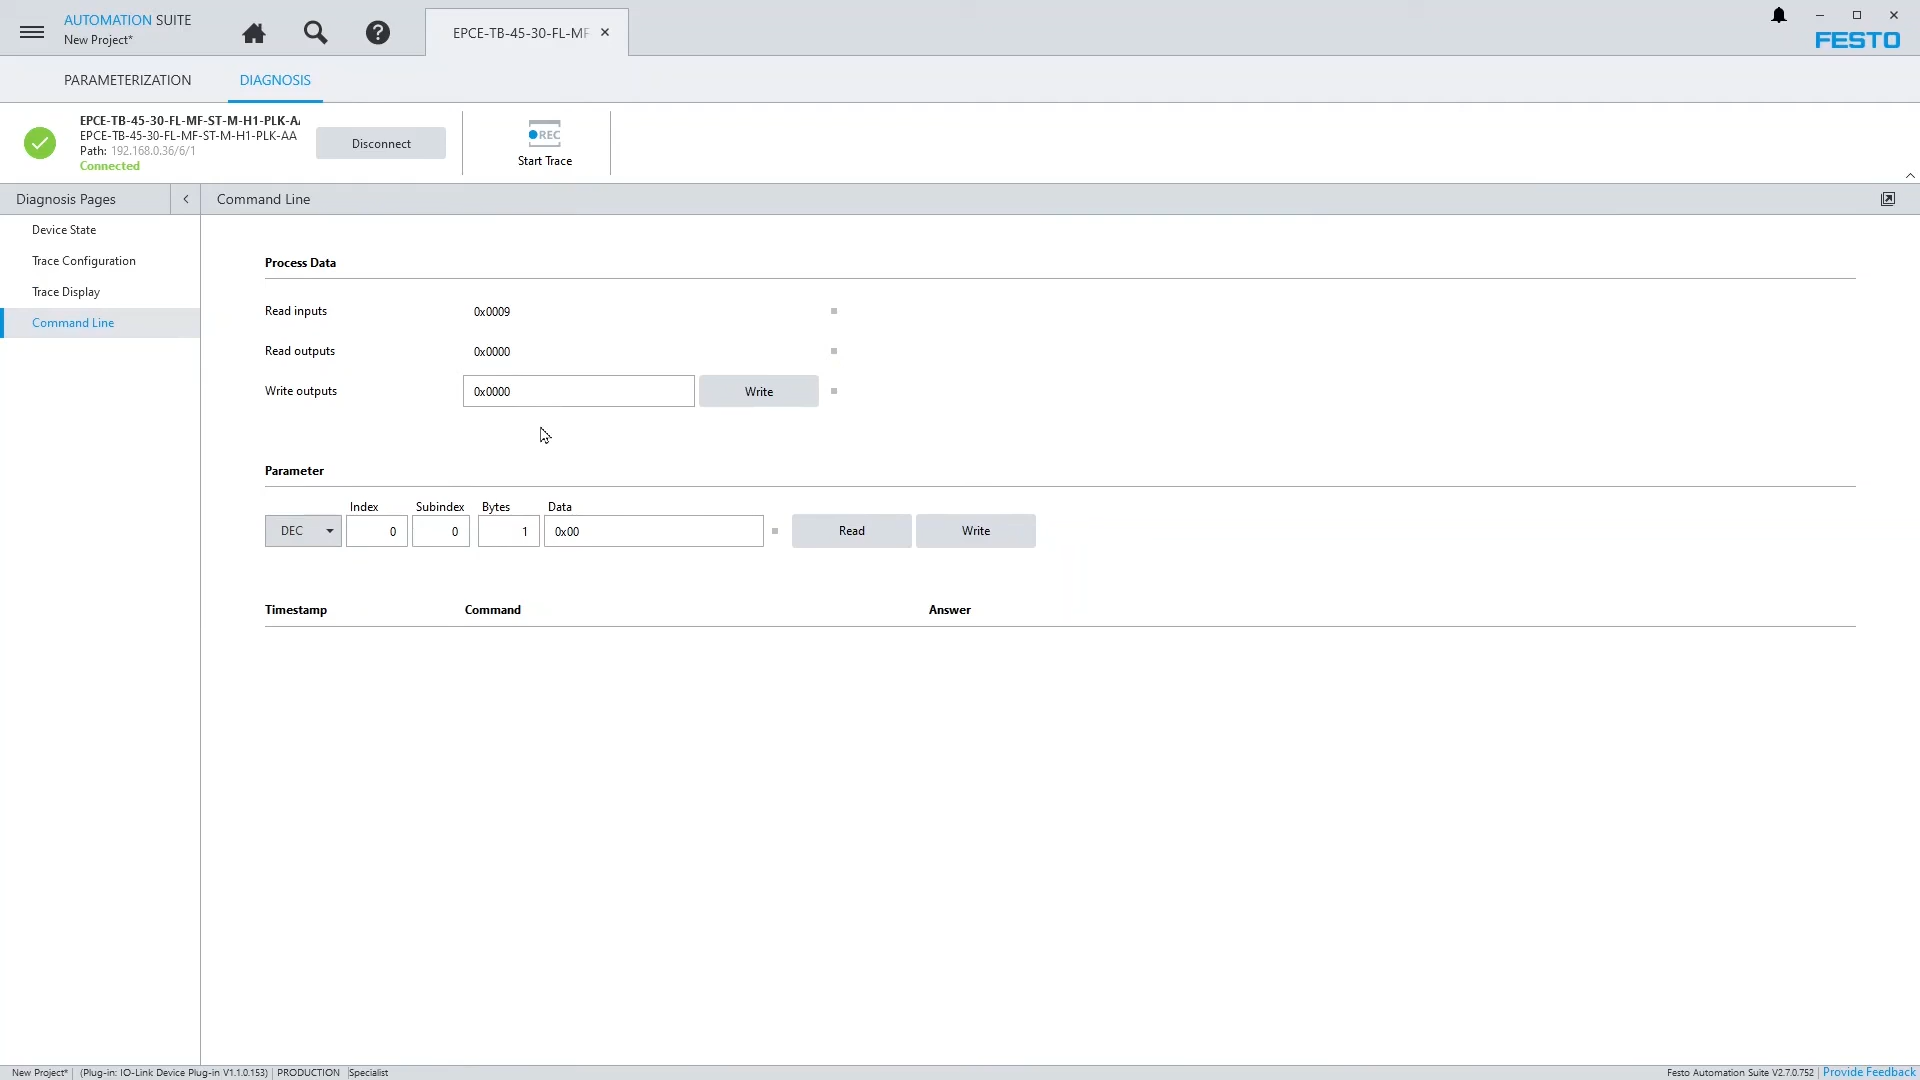 AUTOMATION SUITE
New Project*
EPCE-TB-45-30-FL-MF
FESTO
PARAMETERIZATION
DIAGNOSIS
EPCE-TB-45-30-FL-MF-ST-M-H1-PLK-A
EPCE-TB-45-30-FL-MF-ST-M-H1-PLK-AA
Path: 192.168.0.36/6/1
Connected
Disconnect
REC
Start Trace
Diagnosis Pages
Command Line
Device State
Trace Configuration
Trace Display
Command Line
Process Data
Read inputs 0x0009
Read outputs 0x0000
Write outputs 0x0000 Write
Parameter
Index Subindex Bytes Data
DEC 0 0 1 0x00 Read Write
Timestamp Command Answer
New Project* (Plug-in: IO-Link Device Plug-in V1.1.0.153) PRODUCTION Specialist Festo Automation Suite V2.7.0.752 Provide Feedback